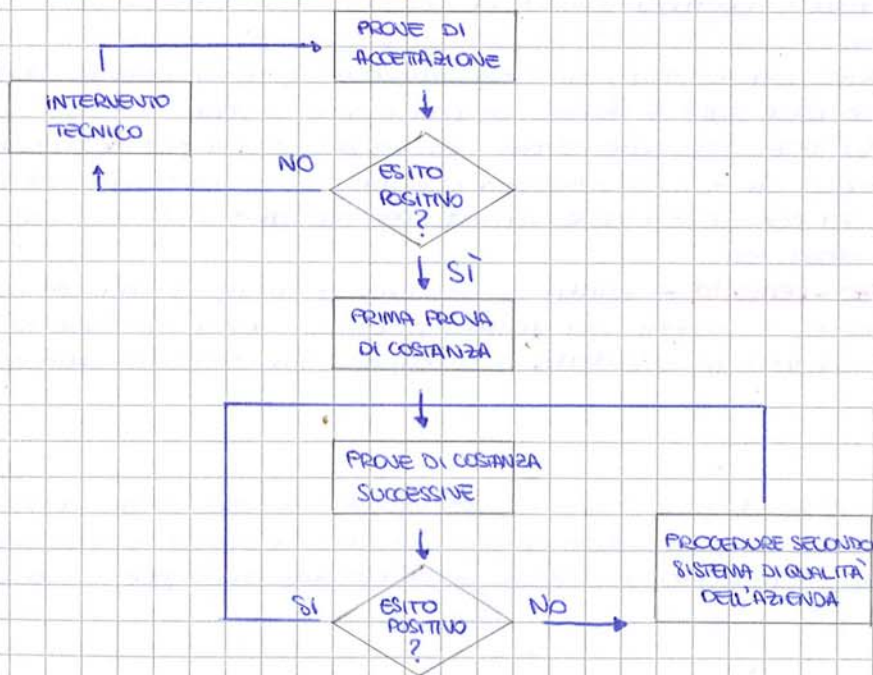 PROVE DI
ACCETTAZIONE
INTERVENTO
TECNICO
NO
ESITO
POSITIVO
?
SÌ
PRIMA PROVA
DI COSTANZA
PROVE DI COSTANZA
SUCCESSIVE
PROCEDURE SECONDO
SISTEMA DI QUALITÀ
DELL'AZIENDA
SI
ESITO
POSITIVO
?
NO